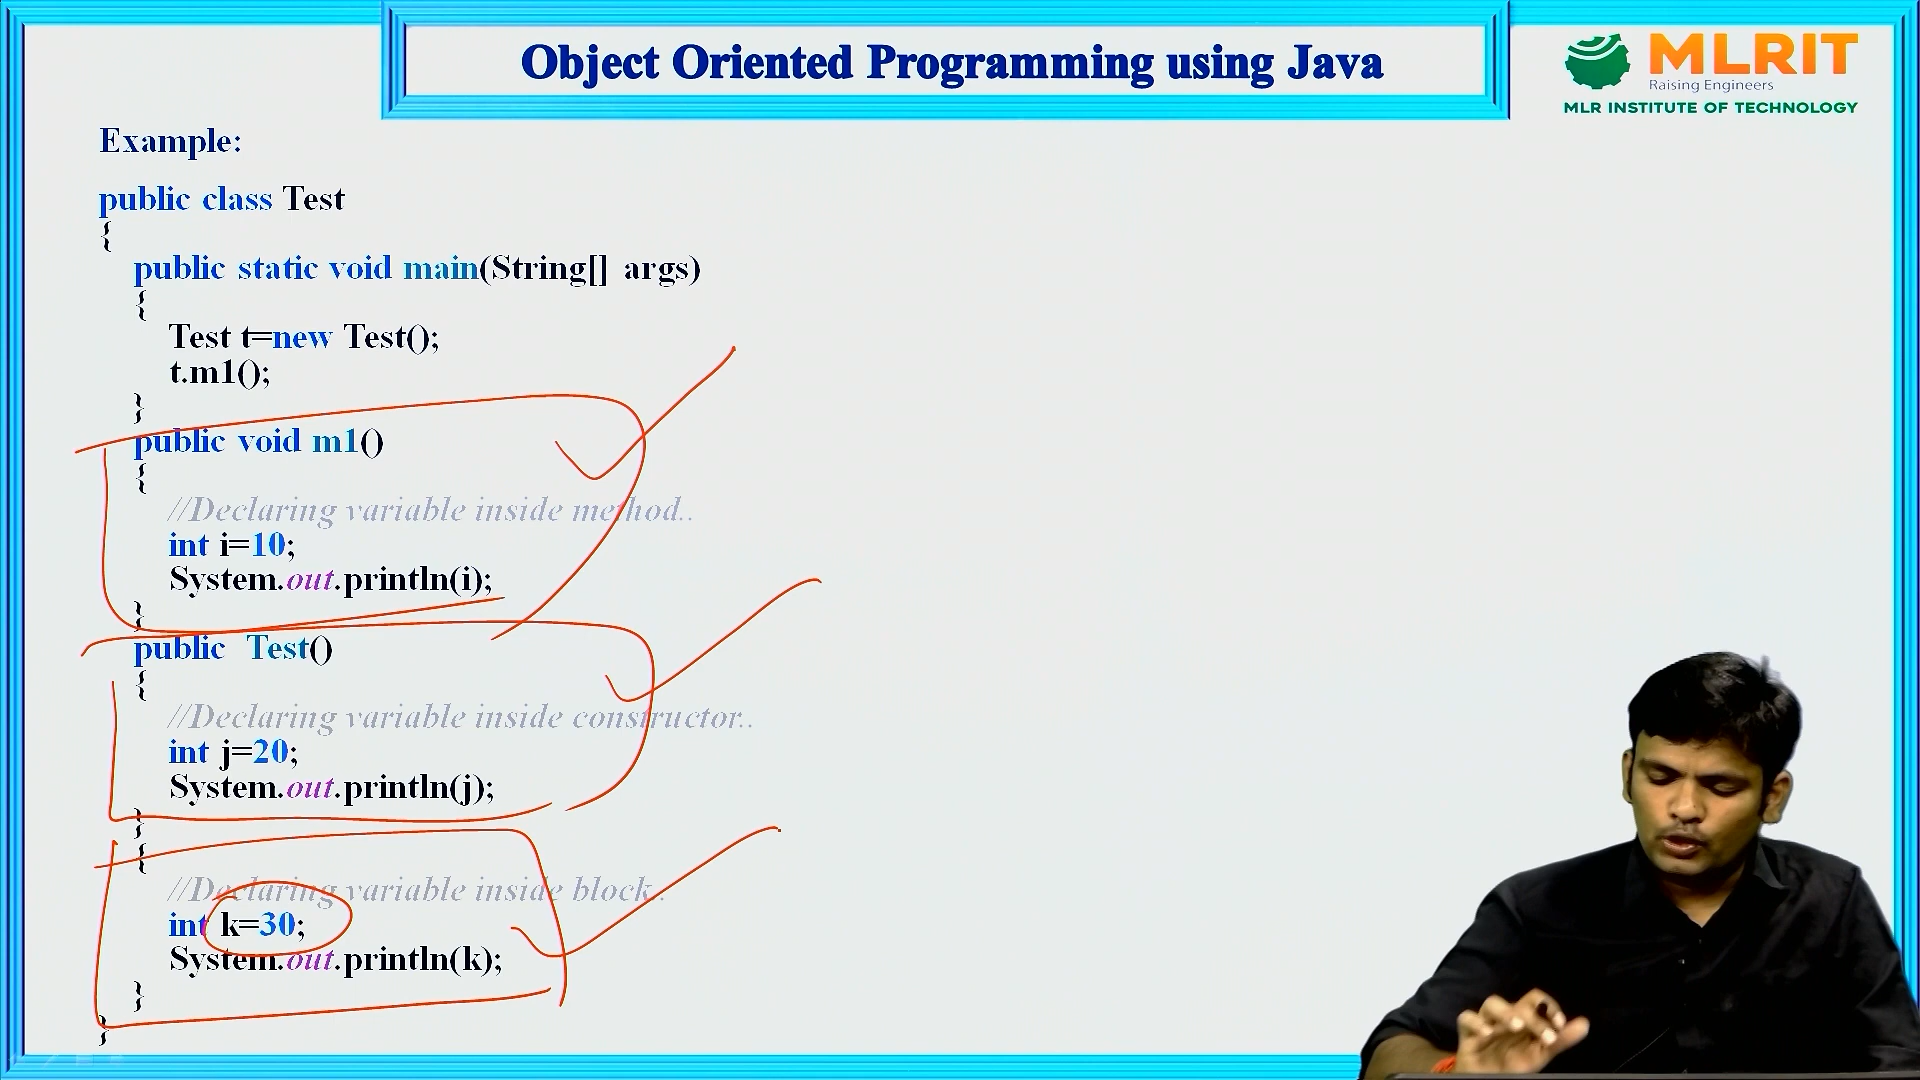 Object Oriented Programming using Java
MLRIT
Raising Engineers
MLR INSTITUTE OF TECHNOLOGY
Example:
public class Test
{
public static void main(String[] args)
{
Test t=new Test();
t.m1();
}
public void m1()
{
//Declaring variable inside method..
int i=10;
System.out.println(i);
}
public Test()
{
//Declaring variable inside constructor..
int j=20;
System.out.println(j);
}
{
//Declaring variable inside block..
int k=30;
System.out.println(k);
}
}